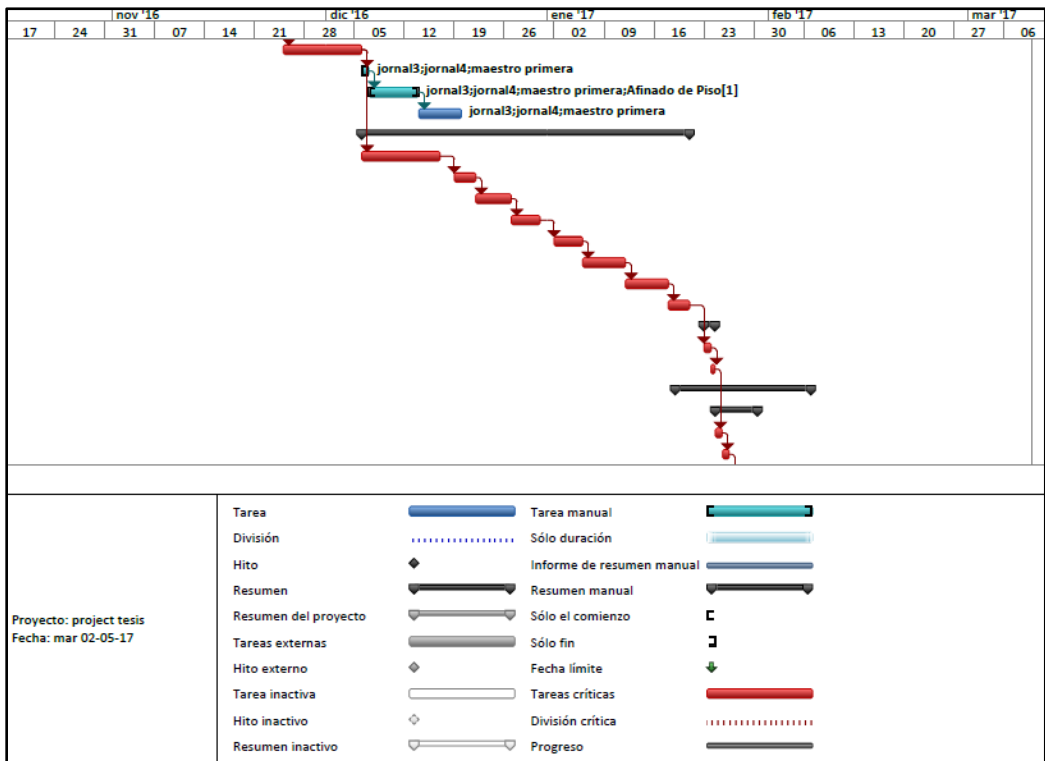 nov '16 dic '16 ene '17 feb '17 mar '17
17 24 31 07 14 21 28 05 12 19 26 02 09 16 23 30 06 13 20 27 06
jornal3;jornal4;maestro primera
jornal3;jornal4;maestro primera;Afinado de Piso[1]
jornal3;jornal4;maestro primera
Proyecto: project tesis
Fecha: mar 02-05-17
Tarea
División
Hito
Resumen
Resumen del proyecto
Tareas externas
Hito externo
Tarea inactiva
Hito inactivo
Resumen inactivo
Tarea manual
Sólo duración
Informe de resumen manual
Resumen manual
Sólo el comienzo
Sólo fin
Fecha límite
Tareas críticas
División crítica
Progreso